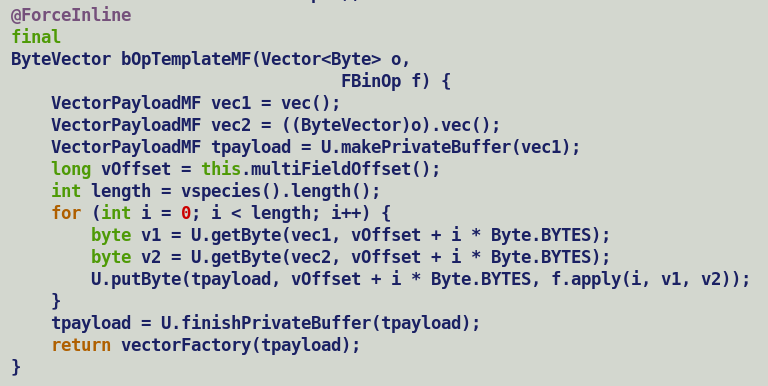 @ForceInline
final
ByteVector bOpTemplateMF(Vector<Byte> o,
                                 FBinOp f) {
    VectorPayloadMF vec1 = vec();
    VectorPayloadMF vec2 = ((ByteVector)o).vec();
    VectorPayloadMF tpayload = U.makePrivateBuffer(vec1);
    long vOffset = this.multiFieldOffset();
    int length = vspecies().length();
    for (int i = 0; i < length; i++) {
        byte v1 = U.getByte(vec1, vOffset + i * Byte.BYTES);
        byte v2 = U.getByte(vec2, vOffset + i * Byte.BYTES);
        U.putByte(tpayload, vOffset + i * Byte.BYTES, f.apply(i, v1, v2));
    }
    tpayload = U.finishPrivateBuffer(tpayload);
    return vectorFactory(tpayload);
}